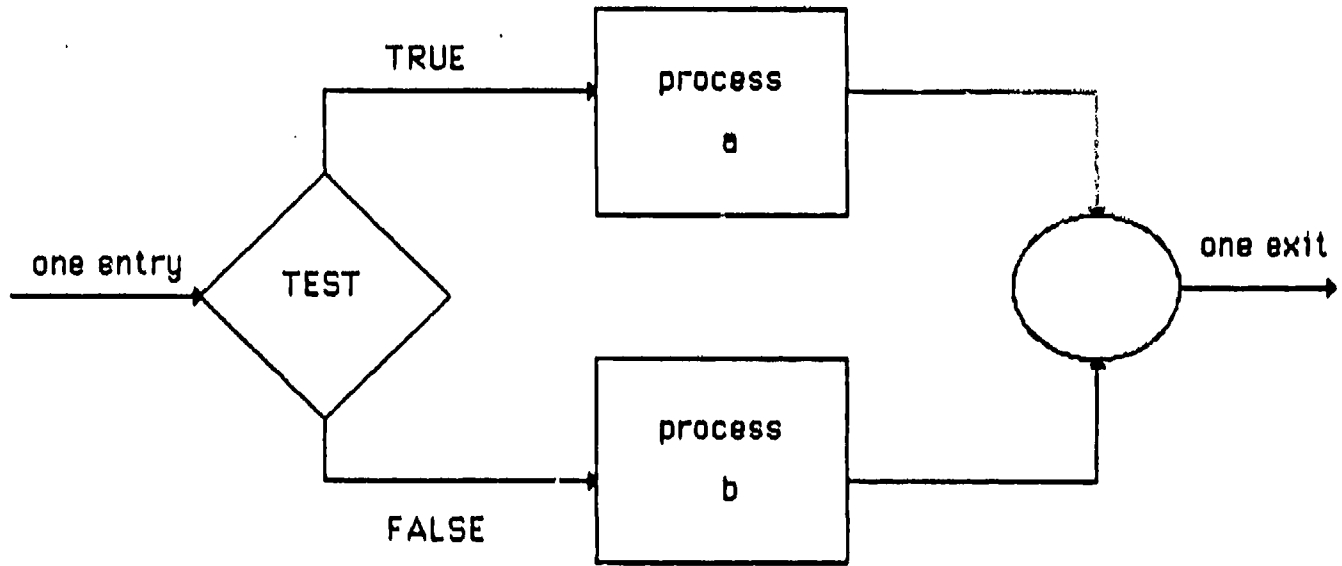 TRUE
process
a
one entry
TEST
one exit
process
b
FALSE